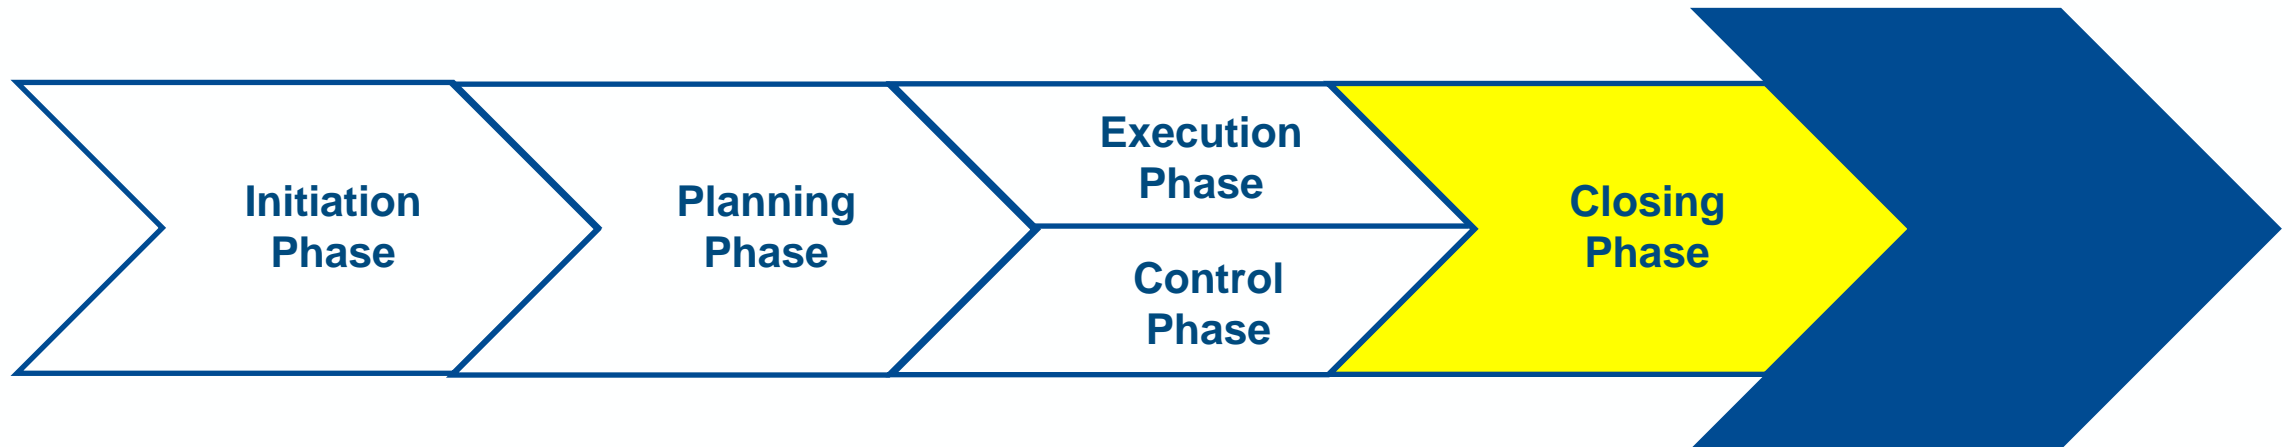 Initiation
Phase
Planning
Phase
Execution
Phase
Control
Phase
Closing
Phase